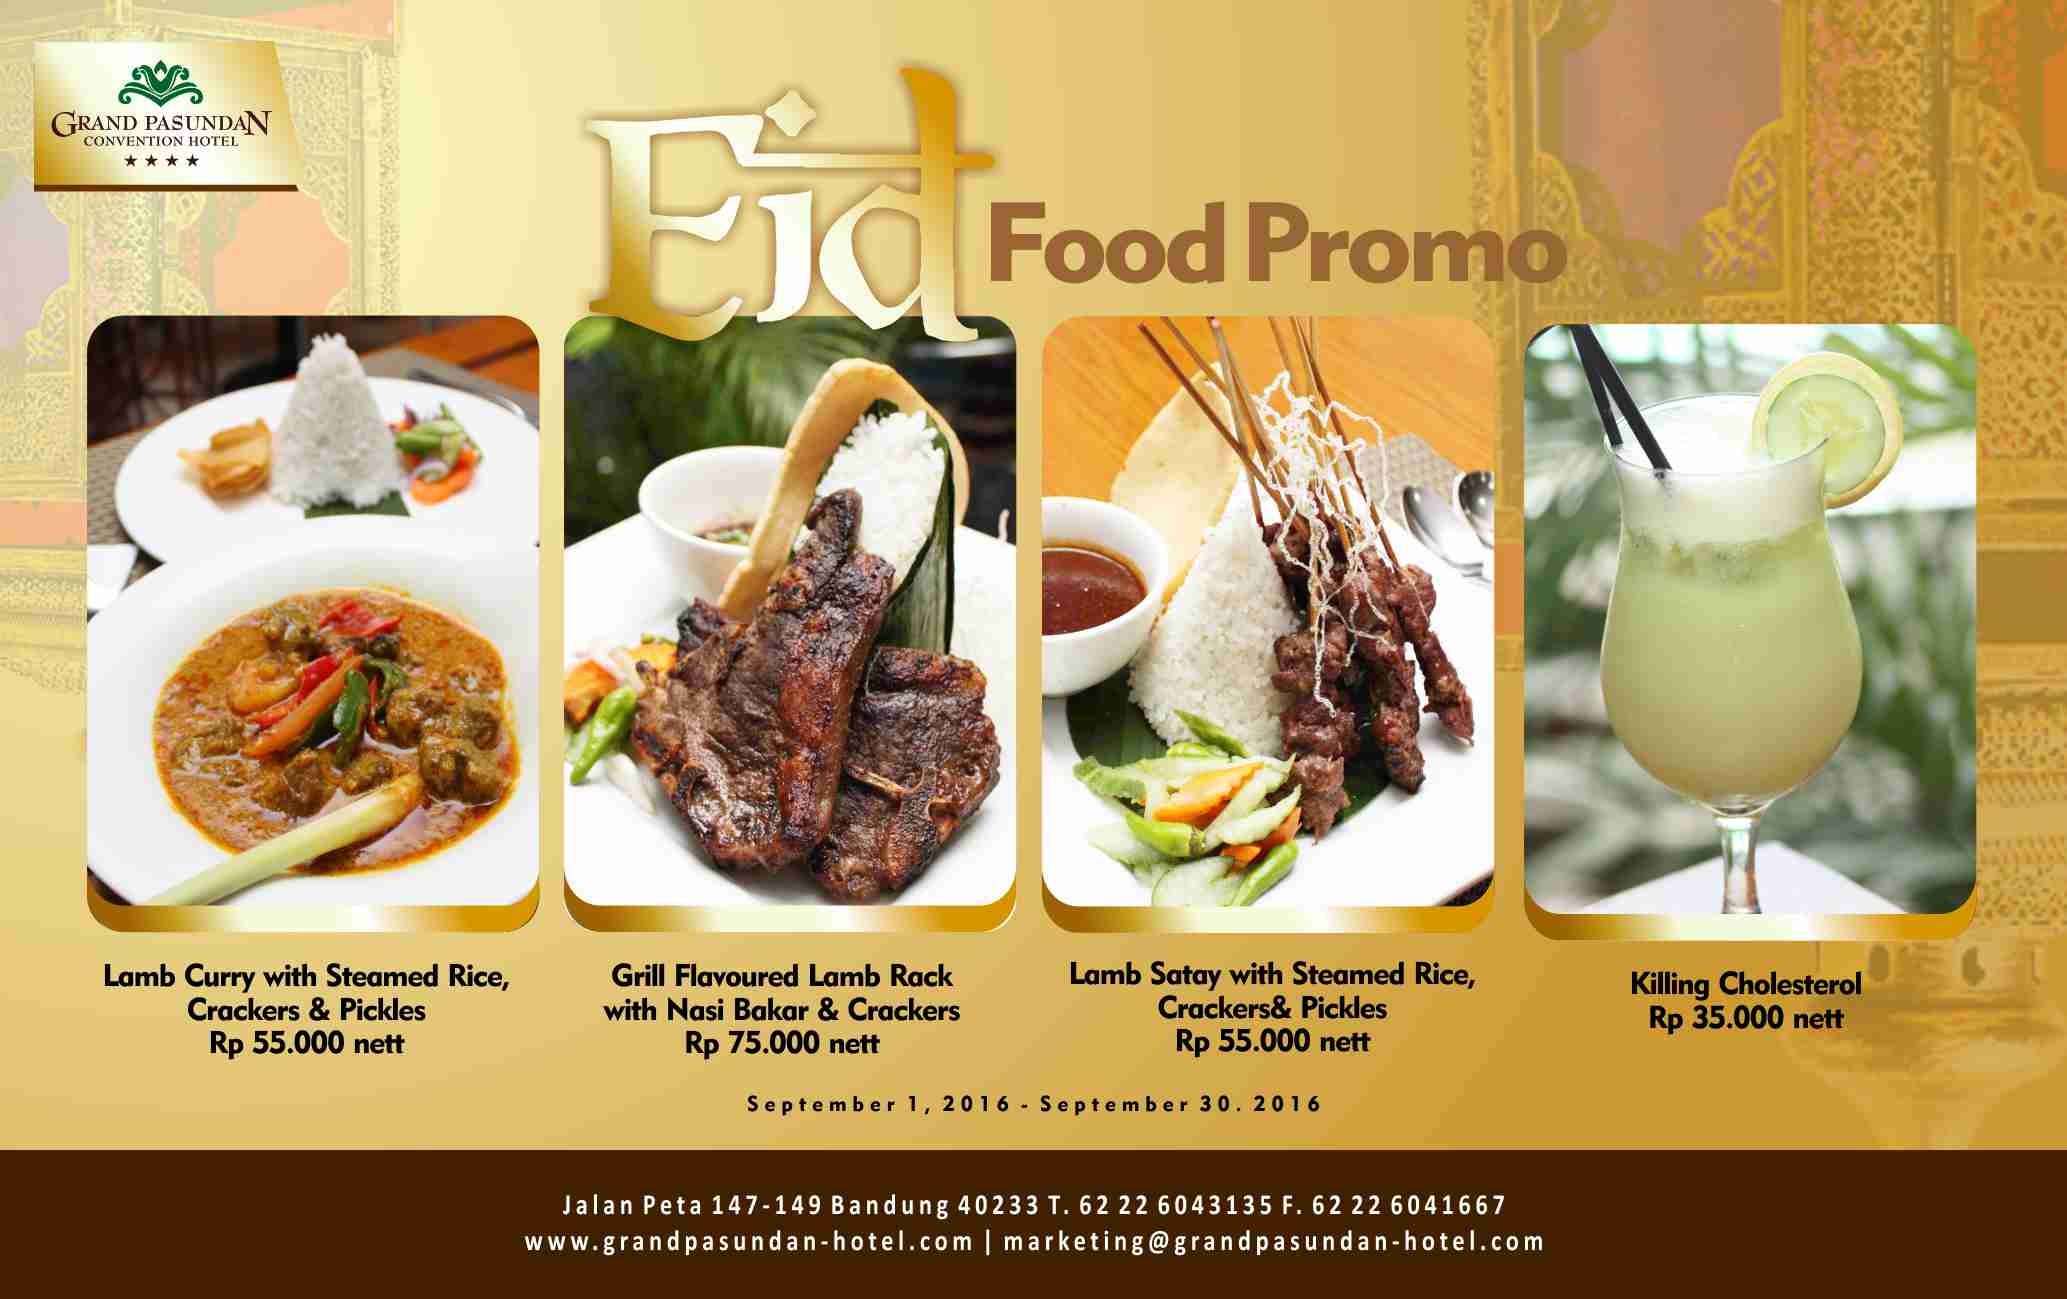 GRAND PASUNDAN
CONVENTION HOTEL
Eid Food Promo
Lamb Curry with Steamed Rice,
Crackers & Pickles
Rp 55.000 nett
Grill Flavoured Lamb Rack
with Nasi Bakar & Crackers
Rp 75.000 nett
Lamb Satay with Steamed Rice,
Crackers& Pickles
Rp 55.000 nett
Killing Cholesterol
Rp 35.000 nett
September 1, 2016 - September 30. 2016
Jalan Peta 147-149 Bandung 40233 T. 62 22 6043135 F. 62 22 6041667
www.grandpasundan-hotel.com | marketing@grandpasundan-hotel.com